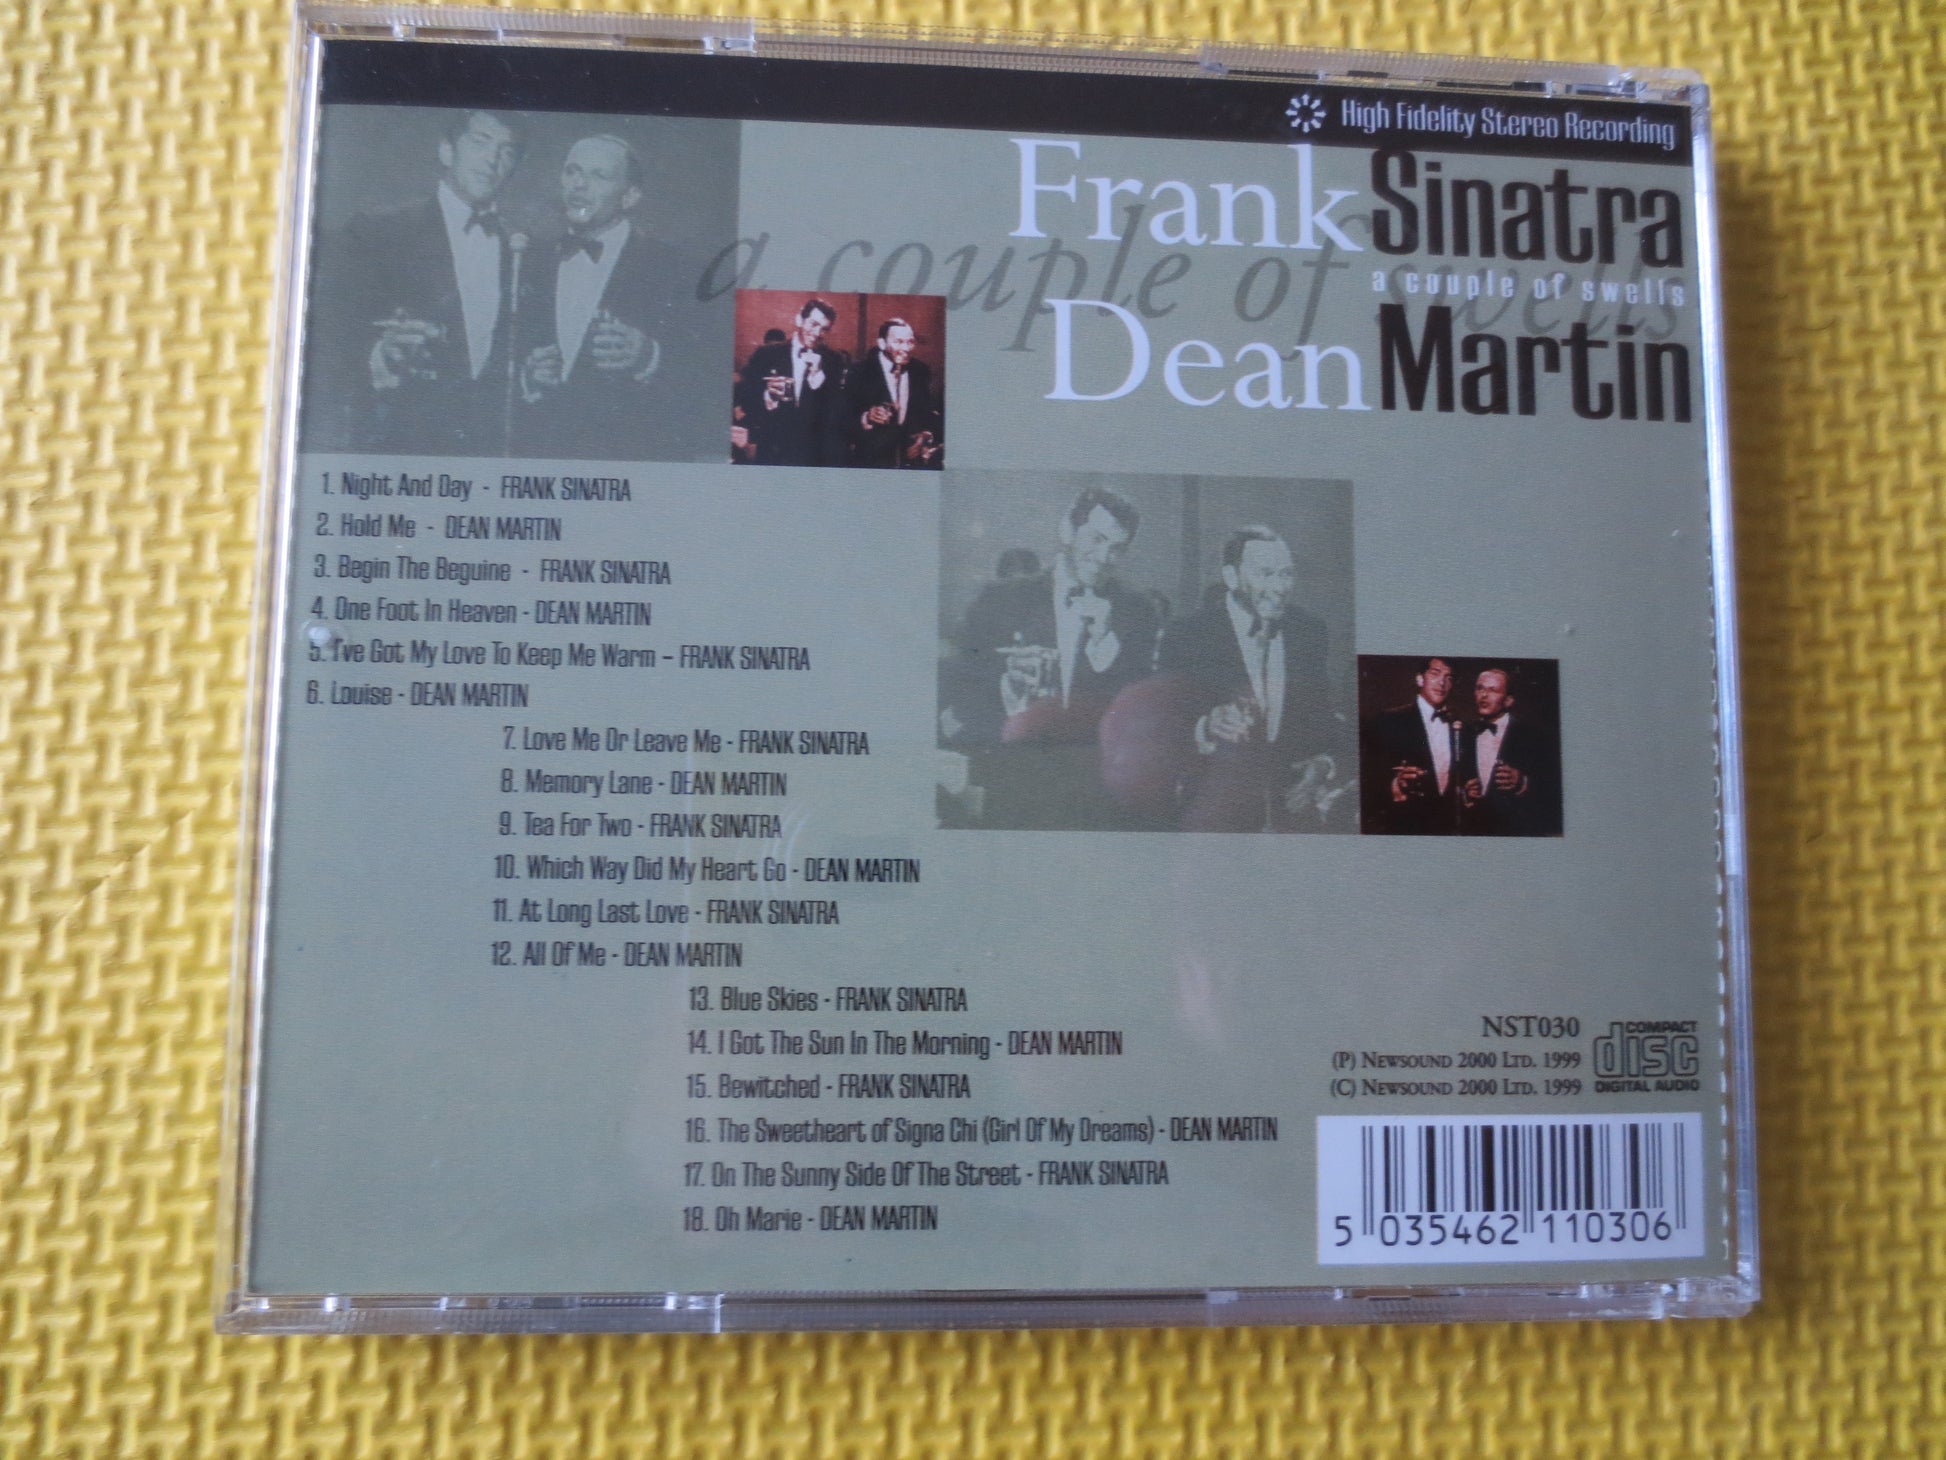 High Fidelity Stereo Recording
Frank Sinatra
a couple of swells
a couple of swells
Dean Martin
1. Night And Day - FRANK SINATRA
2. Hold Me - DEAN MARTIN
3. Begin The Beguine - FRANK SINATRA
4. One Foot In Heaven - DEAN MARTIN
5. I've Got My Love To Keep Me Warm – FRANK SINATRA
6. Louise - DEAN MARTIN
7. Love Me Or Leave Me - FRANK SINATRA
8. Memory Lane - DEAN MARTIN
9. Tea For Two - FRANK SINATRA
10. Which Way Did My Heart Go - DEAN MARTIN
11. At Long Last Love - FRANK SINATRA
12. All Of Me - DEAN MARTIN
13. Blue Skies - FRANK SINATRA
14. I Got The Sun In The Morning - DEAN MARTIN
15. Bewitched - FRANK SINATRA
16. The Sweetheart of Signa Chi (Girl Of My Dreams) - DEAN MARTIN
17. On The Sunny Side Of The Street - FRANK SINATRA
18. Oh Marie - DEAN MARTIN
NST030
(P) NEWSOUND 2000 LTD. 1999
(C) NEWSOUND 2000 LTD. 1999
COMPACT
disc
DIGITAL AUDIO
5 035462 110306